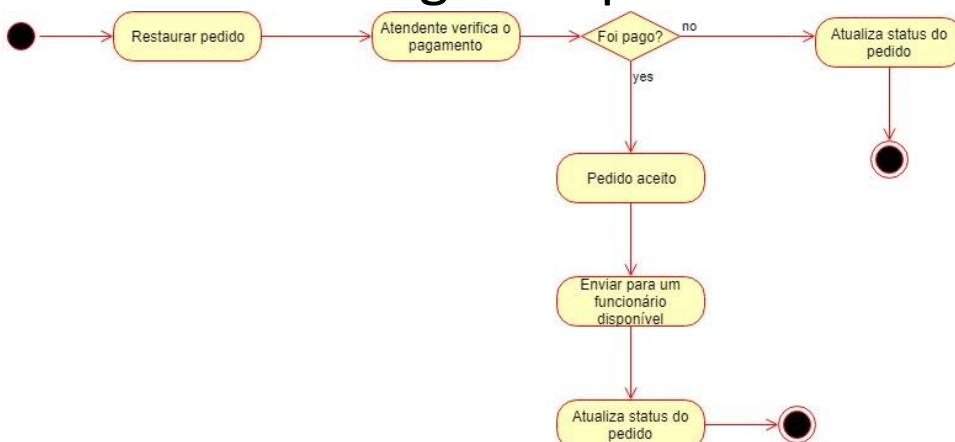 Restaurar pedido
Atendente verifica o
pagamento
Foi pago?
no
Atualiza status do
pedido
yes
Pedido aceito
Enviar para um
funcionário
disponível
Atualiza status do
pedido